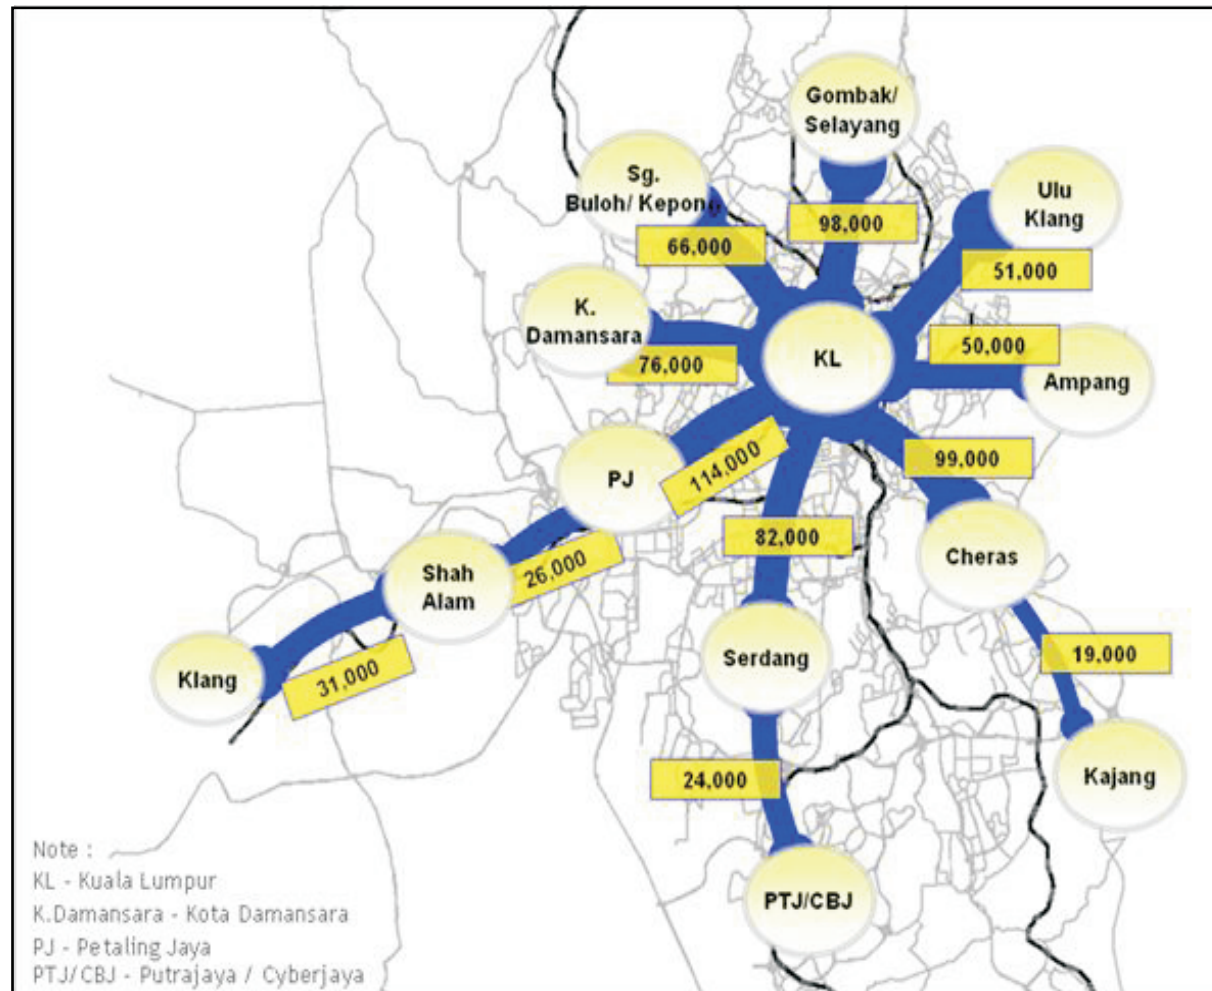 Gombak/
Selayang
Sg.
Buloh/ Kepong
Ulu
Klang
98,000
66,000
51,000
K.
Damansara
76,000
KL
50,000
Ampang
PJ
114,000
99,000
82,000
Cheras
Shah
Alam
26,000
Klang
31,000
Serdang
19,000
24,000
Kajang
PTJ/CBJ
Note :
KL - Kuala Lumpur
K.Damansara - Kota Damansara
PJ - Petaling Jaya
PTJ/CBJ - Putrajaya / Cyberjaya